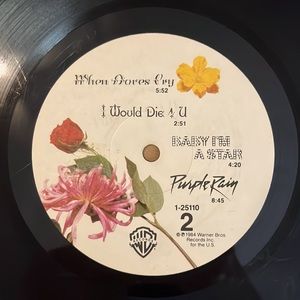 When Doves Cry
5:52
I Would Die 4 U
2:51
BABY I'M
A STAR
4:20
Purple Rain
8:45
1-25110
2
℗©1984 Warner Bros.
Records Inc.
for the U.S.